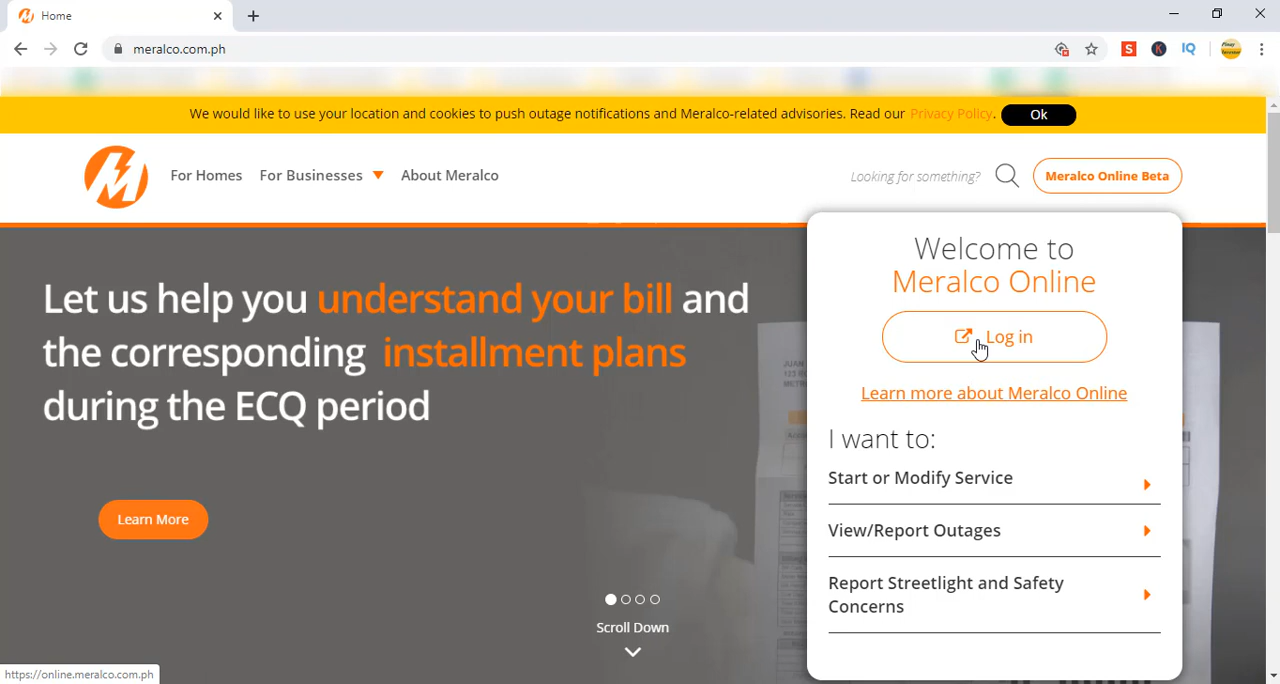 Home
meralco.com.ph
S
K
IQ
We would like to use your location and cookies to push outage notifications and Meralco-related advisories. Read our Privacy Policy. Ok
For Homes
For Businesses
About Meralco
Looking for something?
Meralco Online Beta
Let us help you understand your bill and
the corresponding installment plans
during the ECQ period
Learn More
Scroll Down
Welcome to
Meralco Online
Log in
Learn more about Meralco Online
I want to:
Start or Modify Service
View/Report Outages
Report Streetlight and Safety
Concerns
https://online.meralco.com.ph